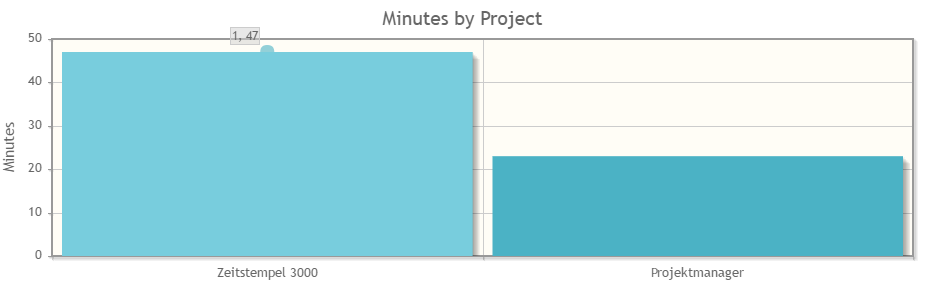 Minutes by Project
1, 47
50
40
30
20
10
0
Minutes
Zeitstempel 3000
Projektmanager